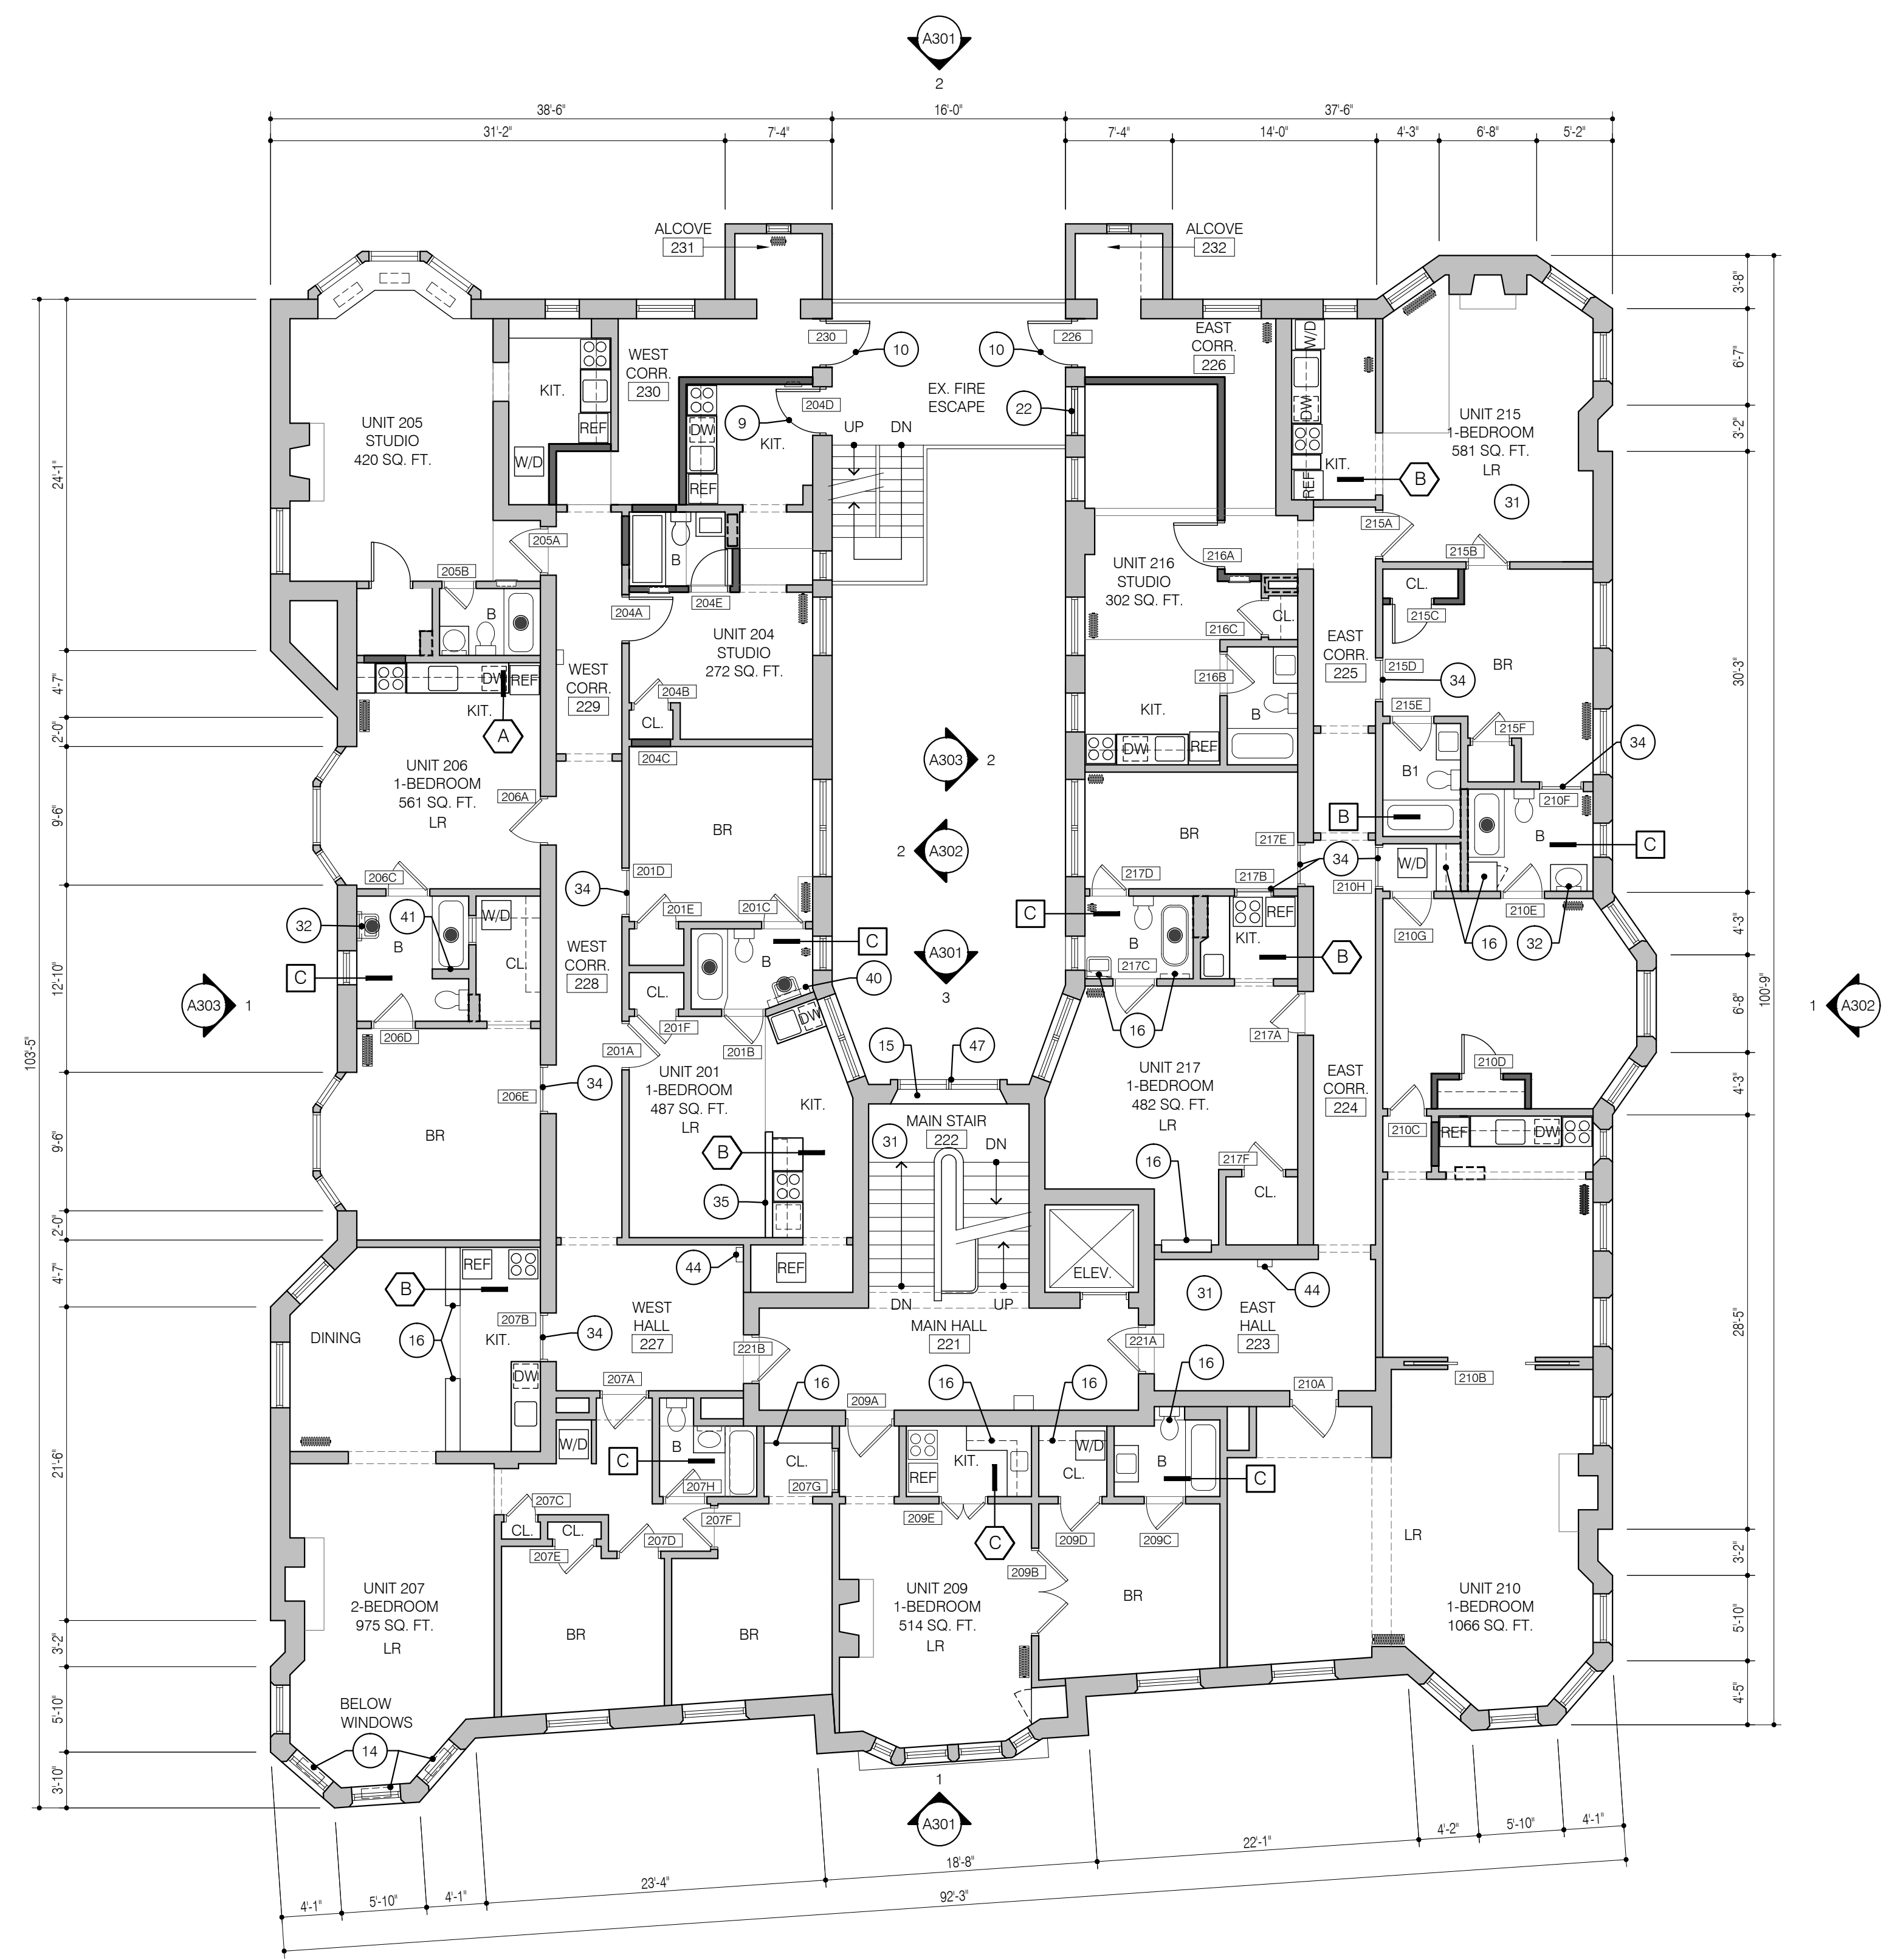 A301
2
38'-6"
16'-0"
37'-6"
31'-2"
7'-4"
7'-4"
14'-0"
4'-3"
6'-8"
5'-2"
ALCOVE
231
ALCOVE
232
230
226
10
10
WEST
CORR.
230
EAST
CORR.
226
KIT.
REF
W/D
DW
9
204D
KIT.
REF
EX. FIRE
ESCAPE
22
UP
DN
W/D
DW
REF
KIT.
B
UNIT 205
STUDIO
420 SQ. FT.
UNIT 215
1-BEDROOM
581 SQ. FT.
LR
31
3'-8"
6'-7"
3'-2"
30'-3"
4'-3"
6'-8"
4'-3"
28'-5"
3'-2"
5'-10"
4'-5"
100'-9"
24'-1"
4'-7"
2'-0"
9'-6"
12'-10"
9'-6"
2'-0"
4'-7"
21'-6"
3'-2"
5'-10"
3'-10"
103'-5"
205A
205B
B
B
204A
204E
UNIT 204
STUDIO
272 SQ. FT.
204B
CL.
204C
216A
UNIT 216
STUDIO
302 SQ. FT.
CL.
216C
216B
B
KIT.
DW
REF
215A
215B
CL.
215C
EAST
CORR.
225
215D
34
BR
215E
215F
B1
34
210F
B
B
C
WEST
CORR.
229
DW
REF
KIT.
A
UNIT 206
1-BEDROOM
561 SQ. FT.
LR
206A
206C
A303
2
2
A302
A301
3
BR
201D
34
201E
201C
B
C
40
BR
217E
34
217D
217B
210H
W/D
C
B
217C
KIT.
REF
B
16
210G
16
210E
32
32
41
W/D
B
C
CL.
206D
WEST
CORR.
228
CL.
201F
201A
201B
DW
A303
1
1
A302
206E
34
BR
UNIT 201
1-BEDROOM
487 SQ. FT.
LR
KIT.
B
35
15
47
MAIN STAIR
222
31
DN
DN
UP
217A
UNIT 217
1-BEDROOM
482 SQ. FT.
LR
16
217F
CL.
EAST
CORR.
224
210D
210C
REF
DW
ELEV.
44
REF
31
44
B
REF
16
DINING
KIT.
207B
34
DW
WEST
HALL
227
221B
MAIN HALL
221
221A
EAST
HALL
223
207A
209A
16
16
16
16
210A
210B
W/D
B
C
CL.
207G
207H
207F
207C
CL.
CL.
207E
207D
REF
KIT.
209E
C
W/D
CL.
B
C
209D
209C
209B
LR
UNIT 207
2-BEDROOM
975 SQ. FT.
LR
BR
BR
UNIT 209
1-BEDROOM
514 SQ. FT.
LR
BR
UNIT 210
1-BEDROOM
1066 SQ. FT.
BELOW
WINDOWS
14
1
A301
4'-1"
5'-10"
4'-1"
23'-4"
18'-8"
22'-1"
4'-2"
5'-10"
4'-1"
92'-3"